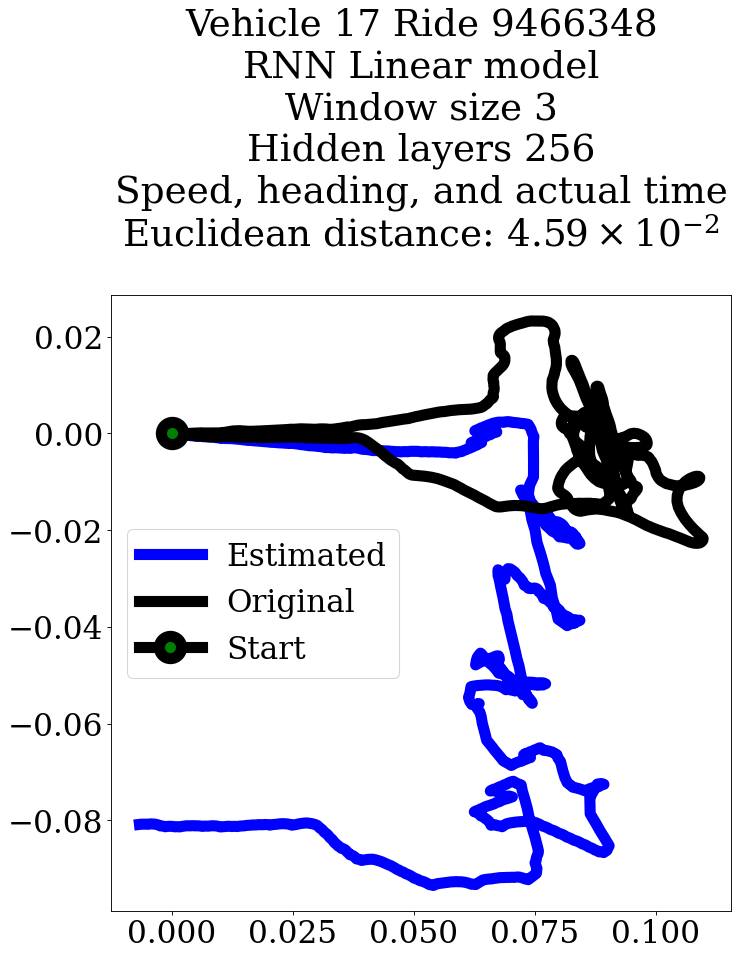 Vehicle 17 Ride 9466348
RNN Linear model
Window size 3
Hidden layers 256
Speed, heading, and actual time
Euclidean distance: 4.59 × 10⁻²
0.02
0.00
−0.02
−0.04
−0.06
−0.08
Estimated
Original
Start
0.000 0.025 0.050 0.075 0.100